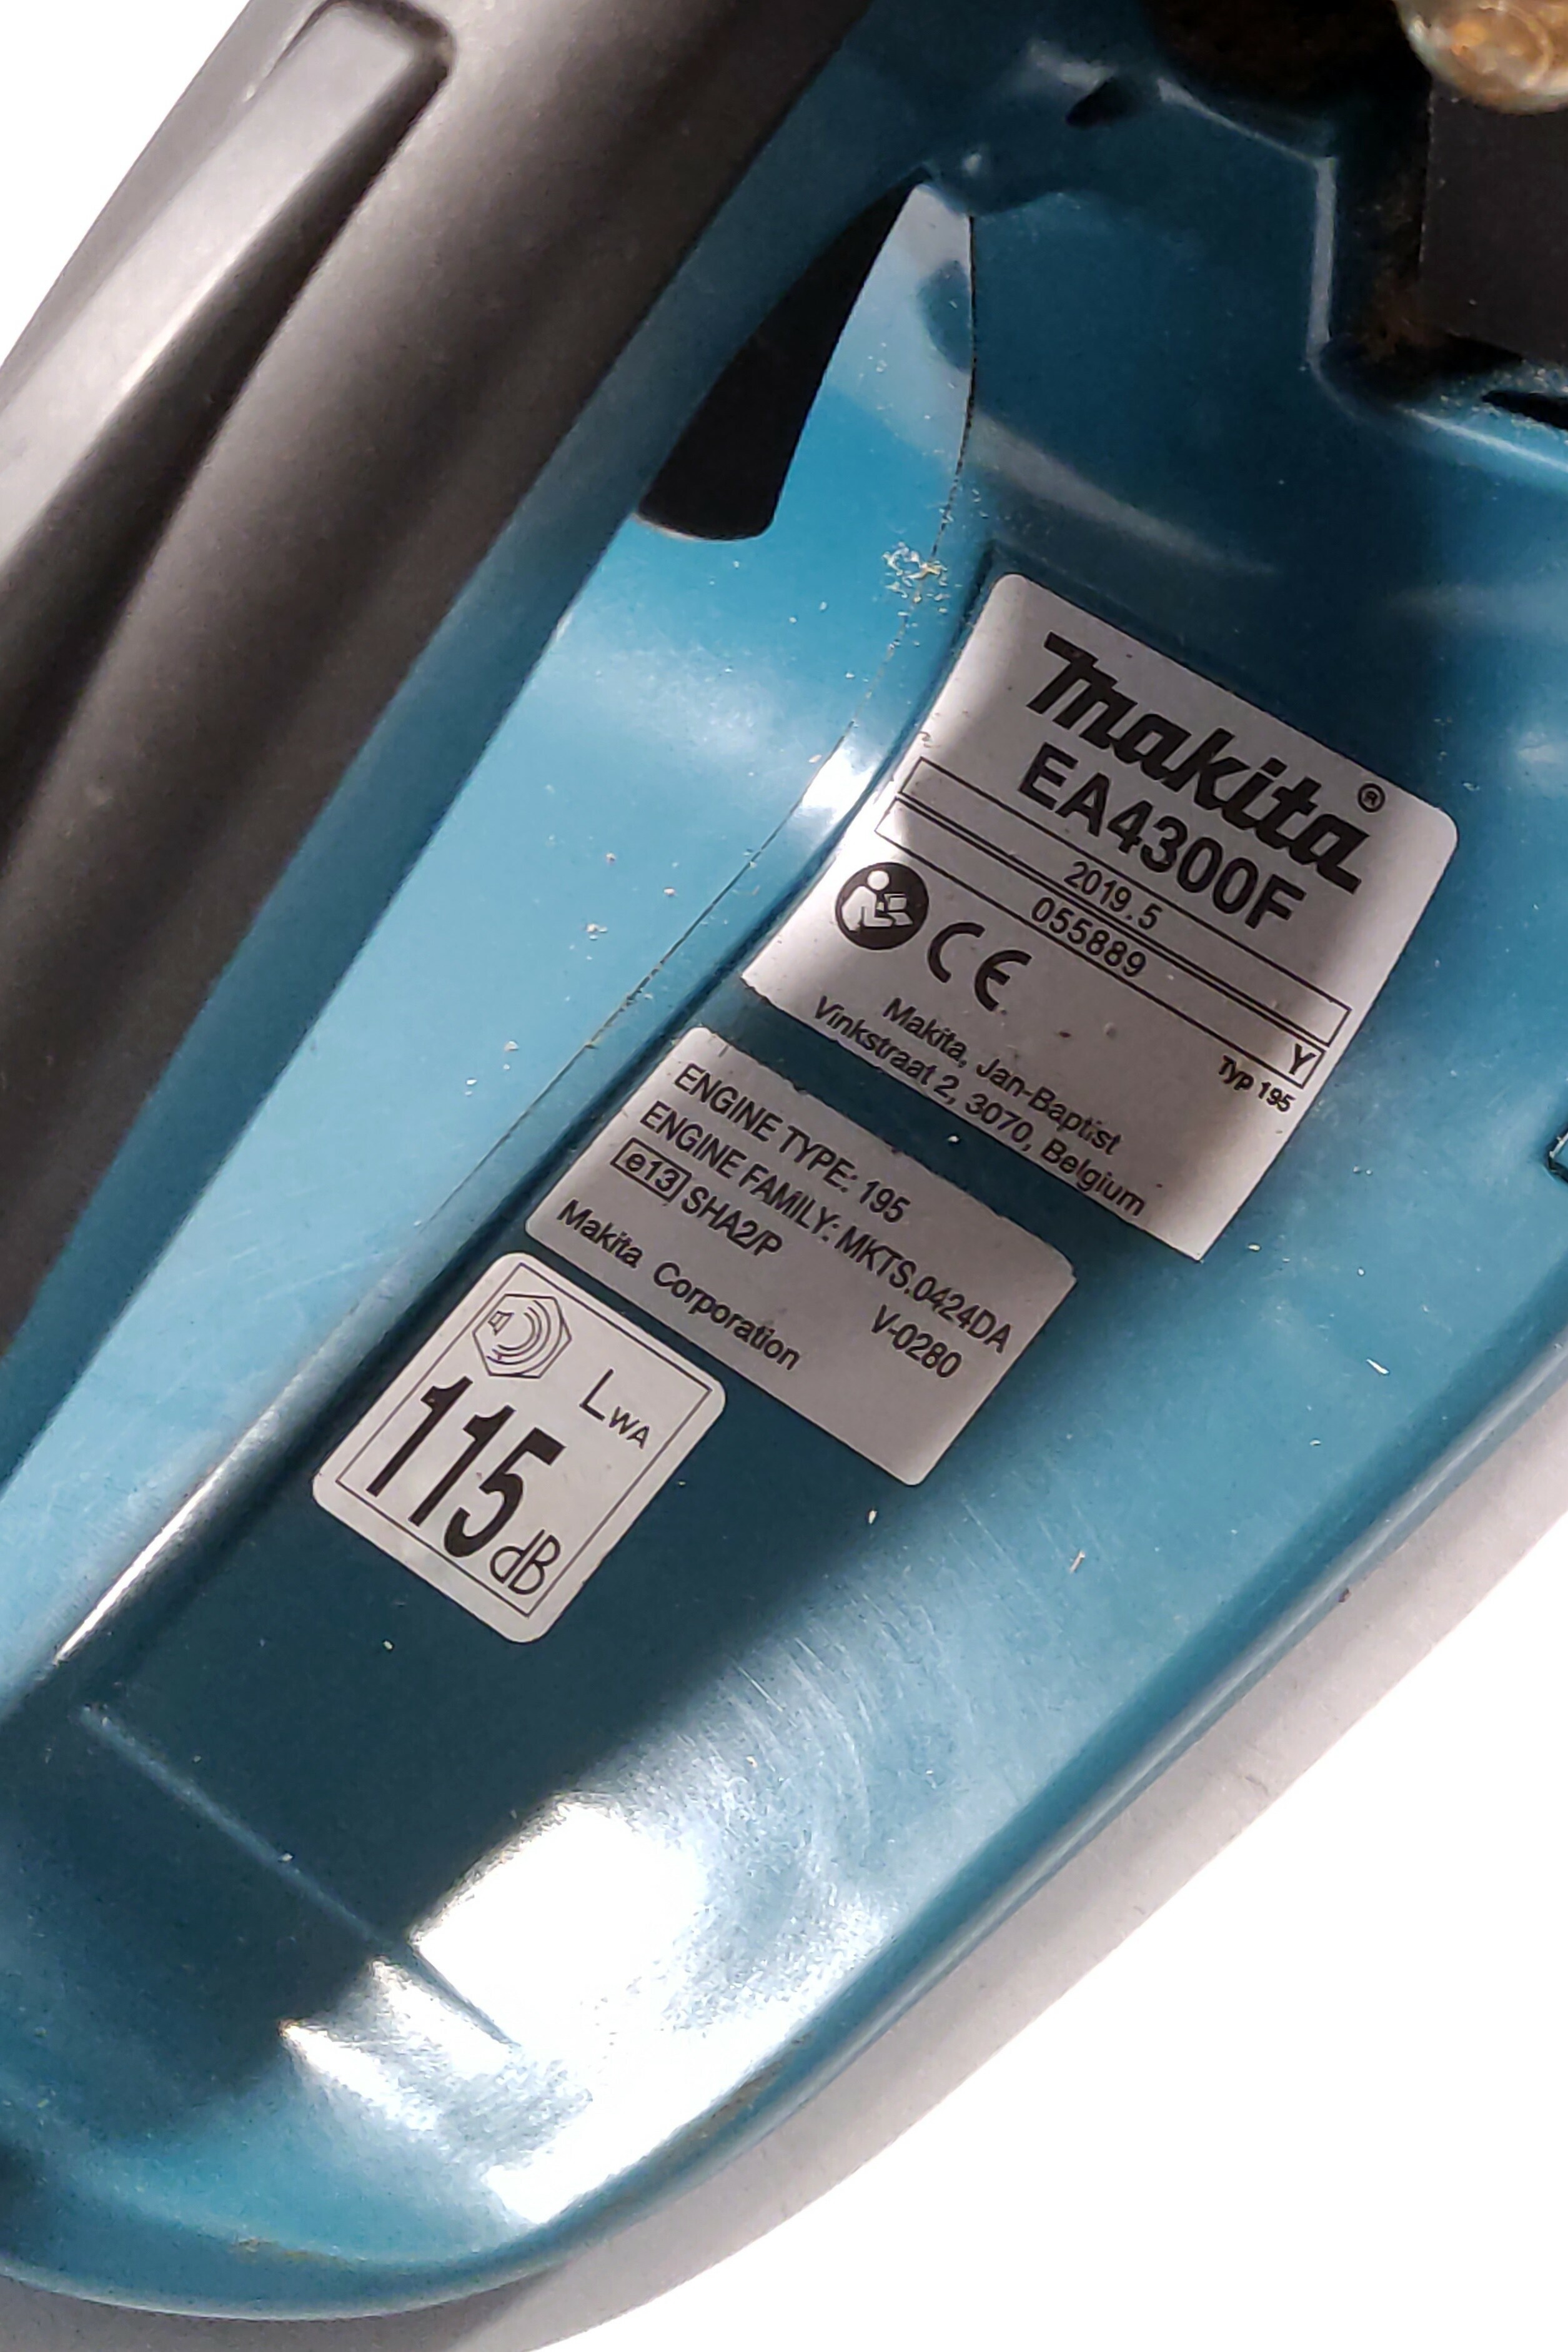 makita®
EA4300F
2019.5
055889 Y
CE Typ 195
Makita, Jan-Baptist
Vinkstraat 2, 3070, Belgium
ENGINE TYPE: 195
ENGINE FAMILY: MKTS.0424DA
e13 SHA2/P V-0280
Makita Corporation
LWA
115 dB